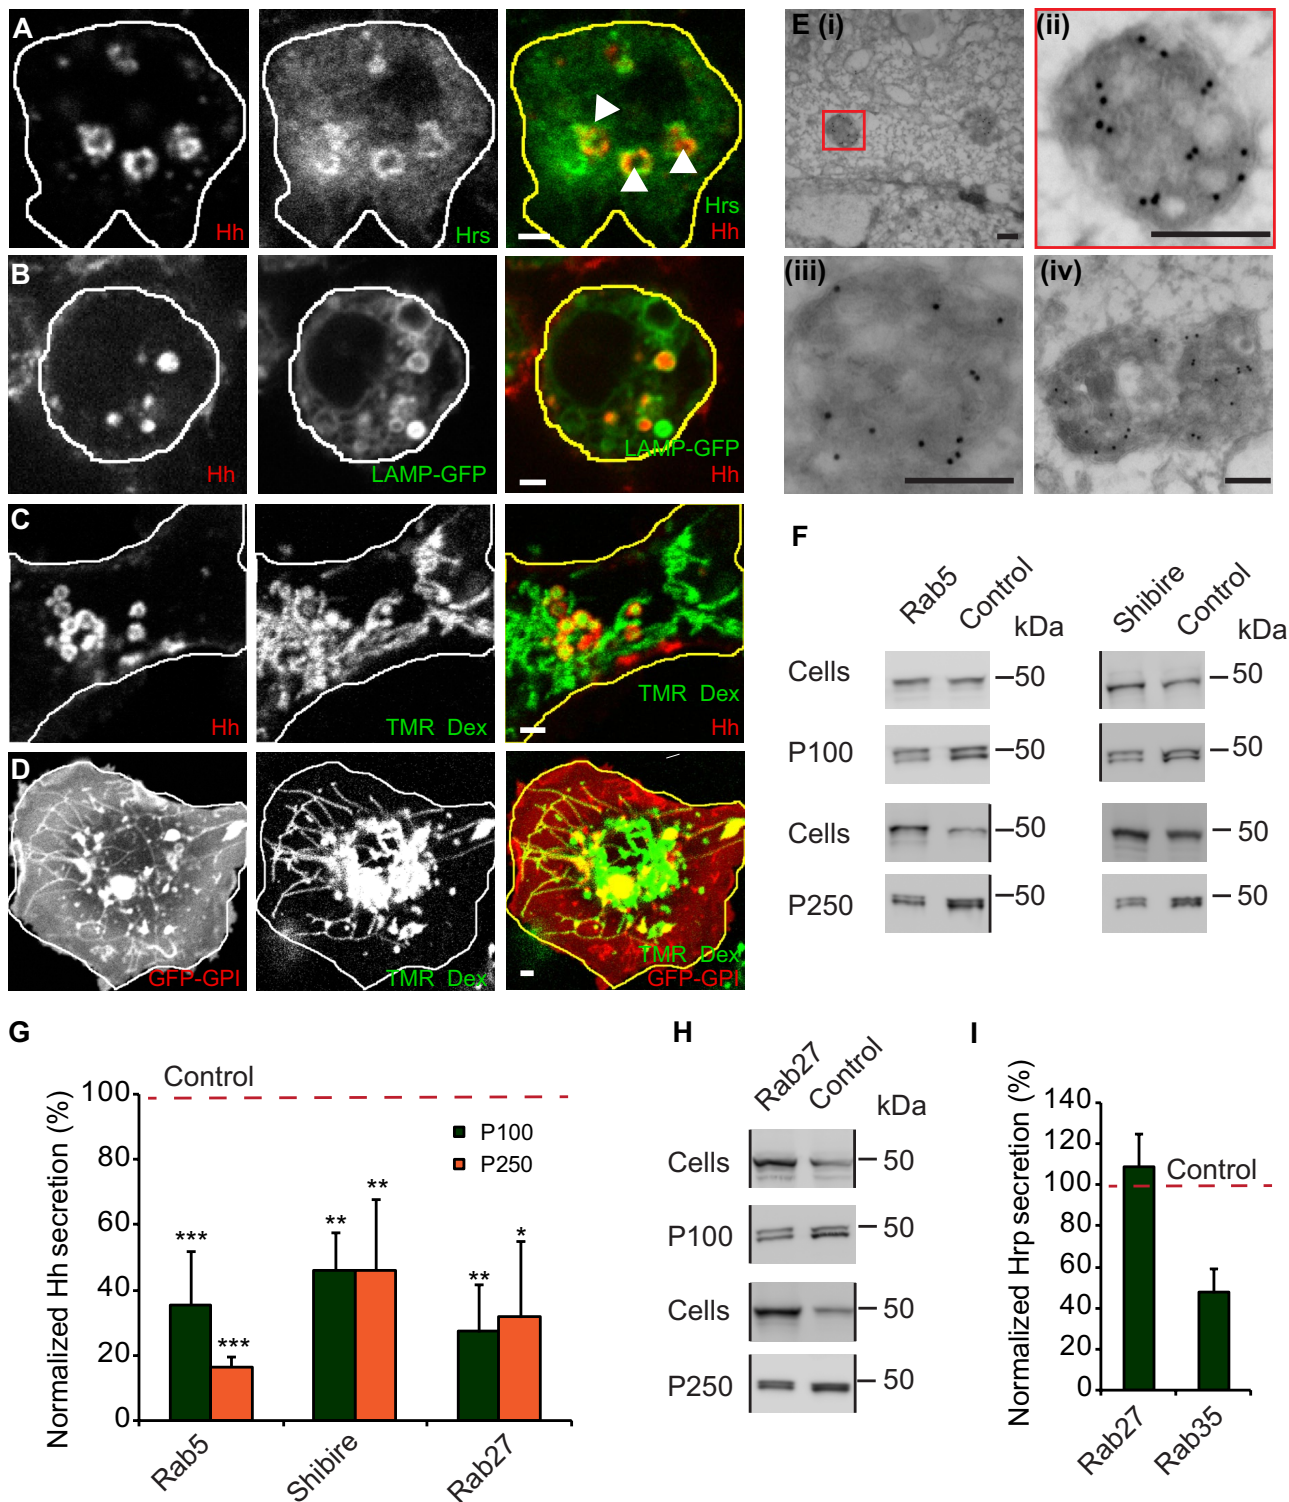 A
Hh
Hrs
Hrs
Hh
B
Hh
LAMP-GFP
LAMP-GFP
Hh
C
Hh
TMR Dex
TMR Dex
Hh
D
GFP-GPI
TMR Dex
TMR Dex
GFP-GPI
E (i)
(ii)
(iii)
(iv)
F
Rab5
Control
kDa
Shibire
Control
kDa
Cells
50
50
P100
50
50
Cells
50
50
P250
50
50
G
Normalized Hh secretion (%)
100
80
60
40
20
0
Control
P100
P250
***
***
**
**
**
*
Rab5
Shibire
Rab27
H
Rab27
Control
kDa
Cells
50
P100
50
Cells
50
P250
50
I
Normalized Hrp secretion (%)
140
120
100
80
60
40
20
0
Control
Rab27
Rab35